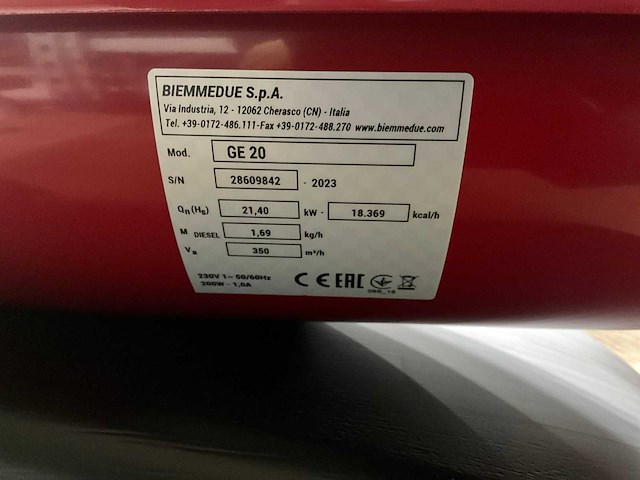 BIEMMEDUE S.p.A.
Via Industria, 12 - 12062 Cherasco (CN) - Italia
Tel. +39-0172-486.111-Fax +39-0172-488.270 www.biemmedue.com
Mod. GE 20
S/N 28609842 - 2023
Qn(Hs) 21,40 kW - 18.369 kcal/h
M DIESEL 1,69 kg/h
Va 350 m³/h
230V 1~ 50/60Hz
200W - 1,0A
CE EAC